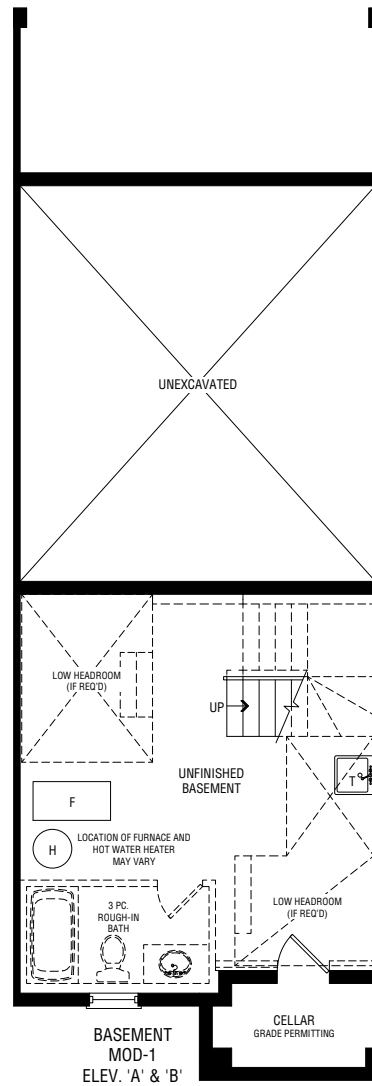 UNEXCAVATED
LOW HEADROOM
(IF REQ'D)
UP
UNFINISHED
BASEMENT
T
F
H
LOCATION OF FURNACE AND
HOT WATER HEATER
MAY VARY
3 PC.
ROUGH-IN
BATH
LOW HEADROOM
(IF REQ'D)
CELLAR
GRADE PERMITTING
BASEMENT
MOD-1
ELEV. 'A' & 'B'